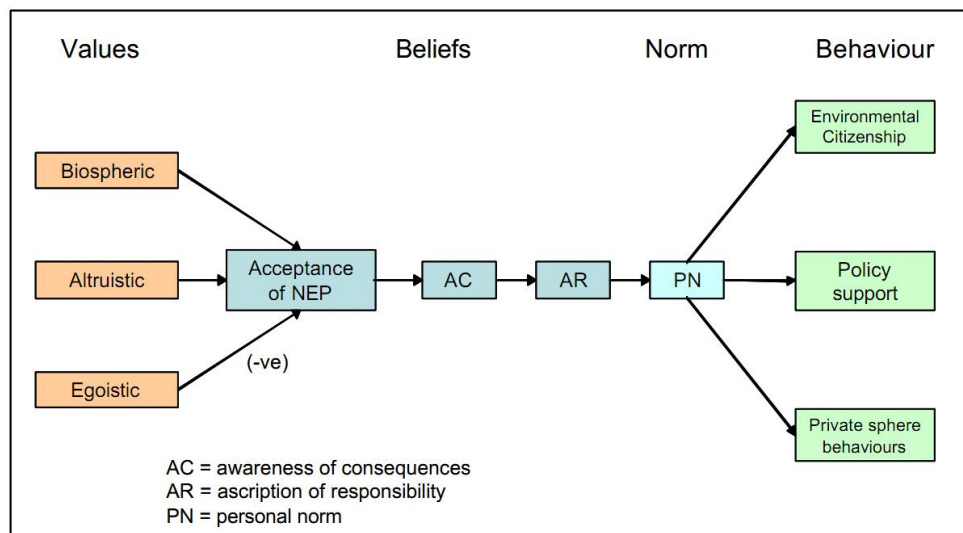 Values Beliefs Norm Behaviour
Environmental
Citizenship
Biospheric
Altruistic
Acceptance
of NEP
AC
AR
PN
Policy
support
(-ve)
Egoistic
Private sphere
behaviours
AC = awareness of consequences
AR = ascription of responsibility
PN = personal norm